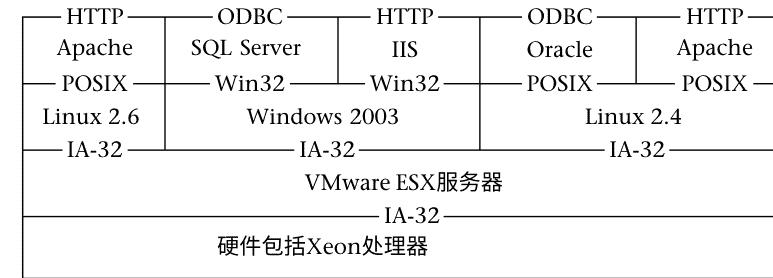 HTTP ODBC HTTP ODBC HTTP
Apache SQL Server IIS Oracle Apache
POSIX Win32 Win32 POSIX POSIX
Linux 2.6 Windows 2003 Linux 2.4
IA-32 IA-32 IA-32
VMware ESX服务器
IA-32
硬件包括Xeon处理器